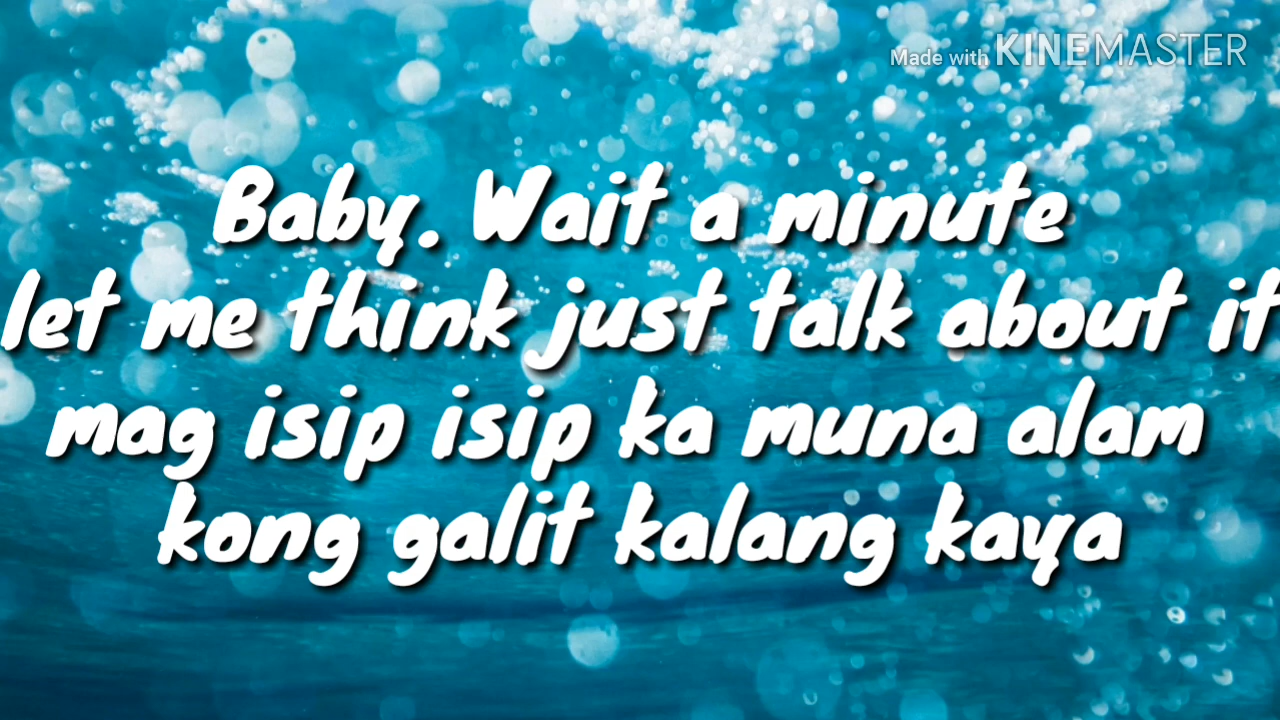 Made with KINEMASTER
Baby. Wait a minute
let me think just talk about it
mag isip isip ka muna alam
kong galit kalang kaya